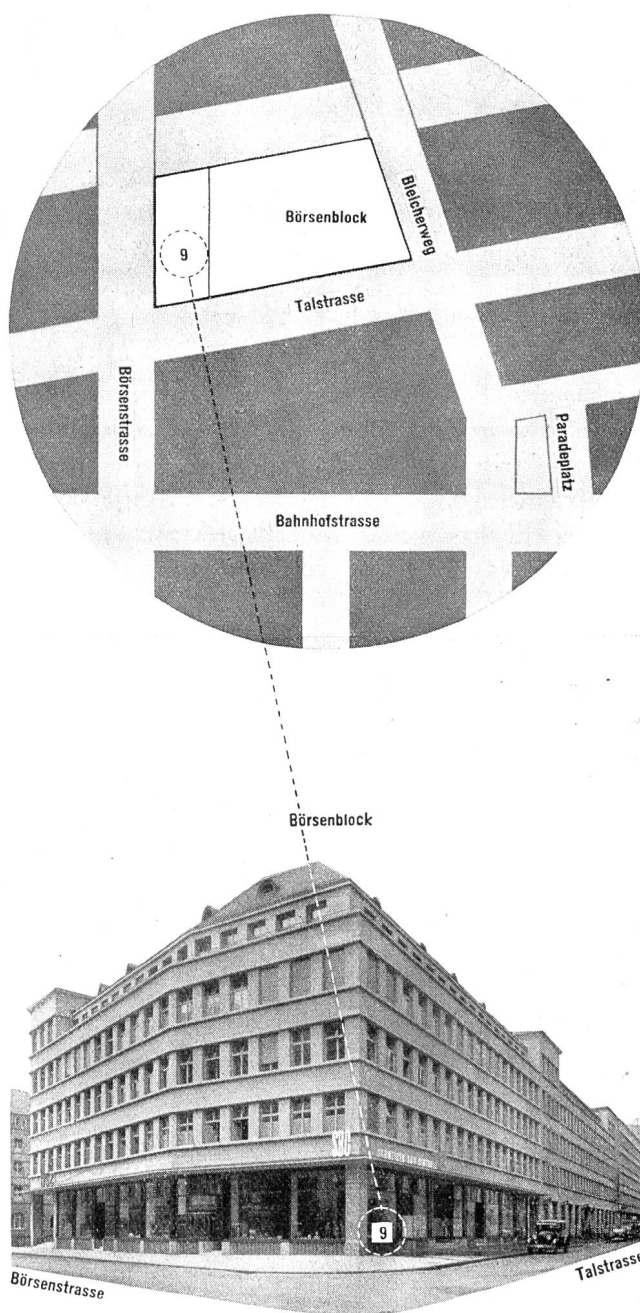 Börsenblock
Bleicherweg
9
Talstrasse
Börsenstrasse
Paradeplatz
Bahnhofstrasse
Börsenblock
9
Börsenstrasse
Talstrasse